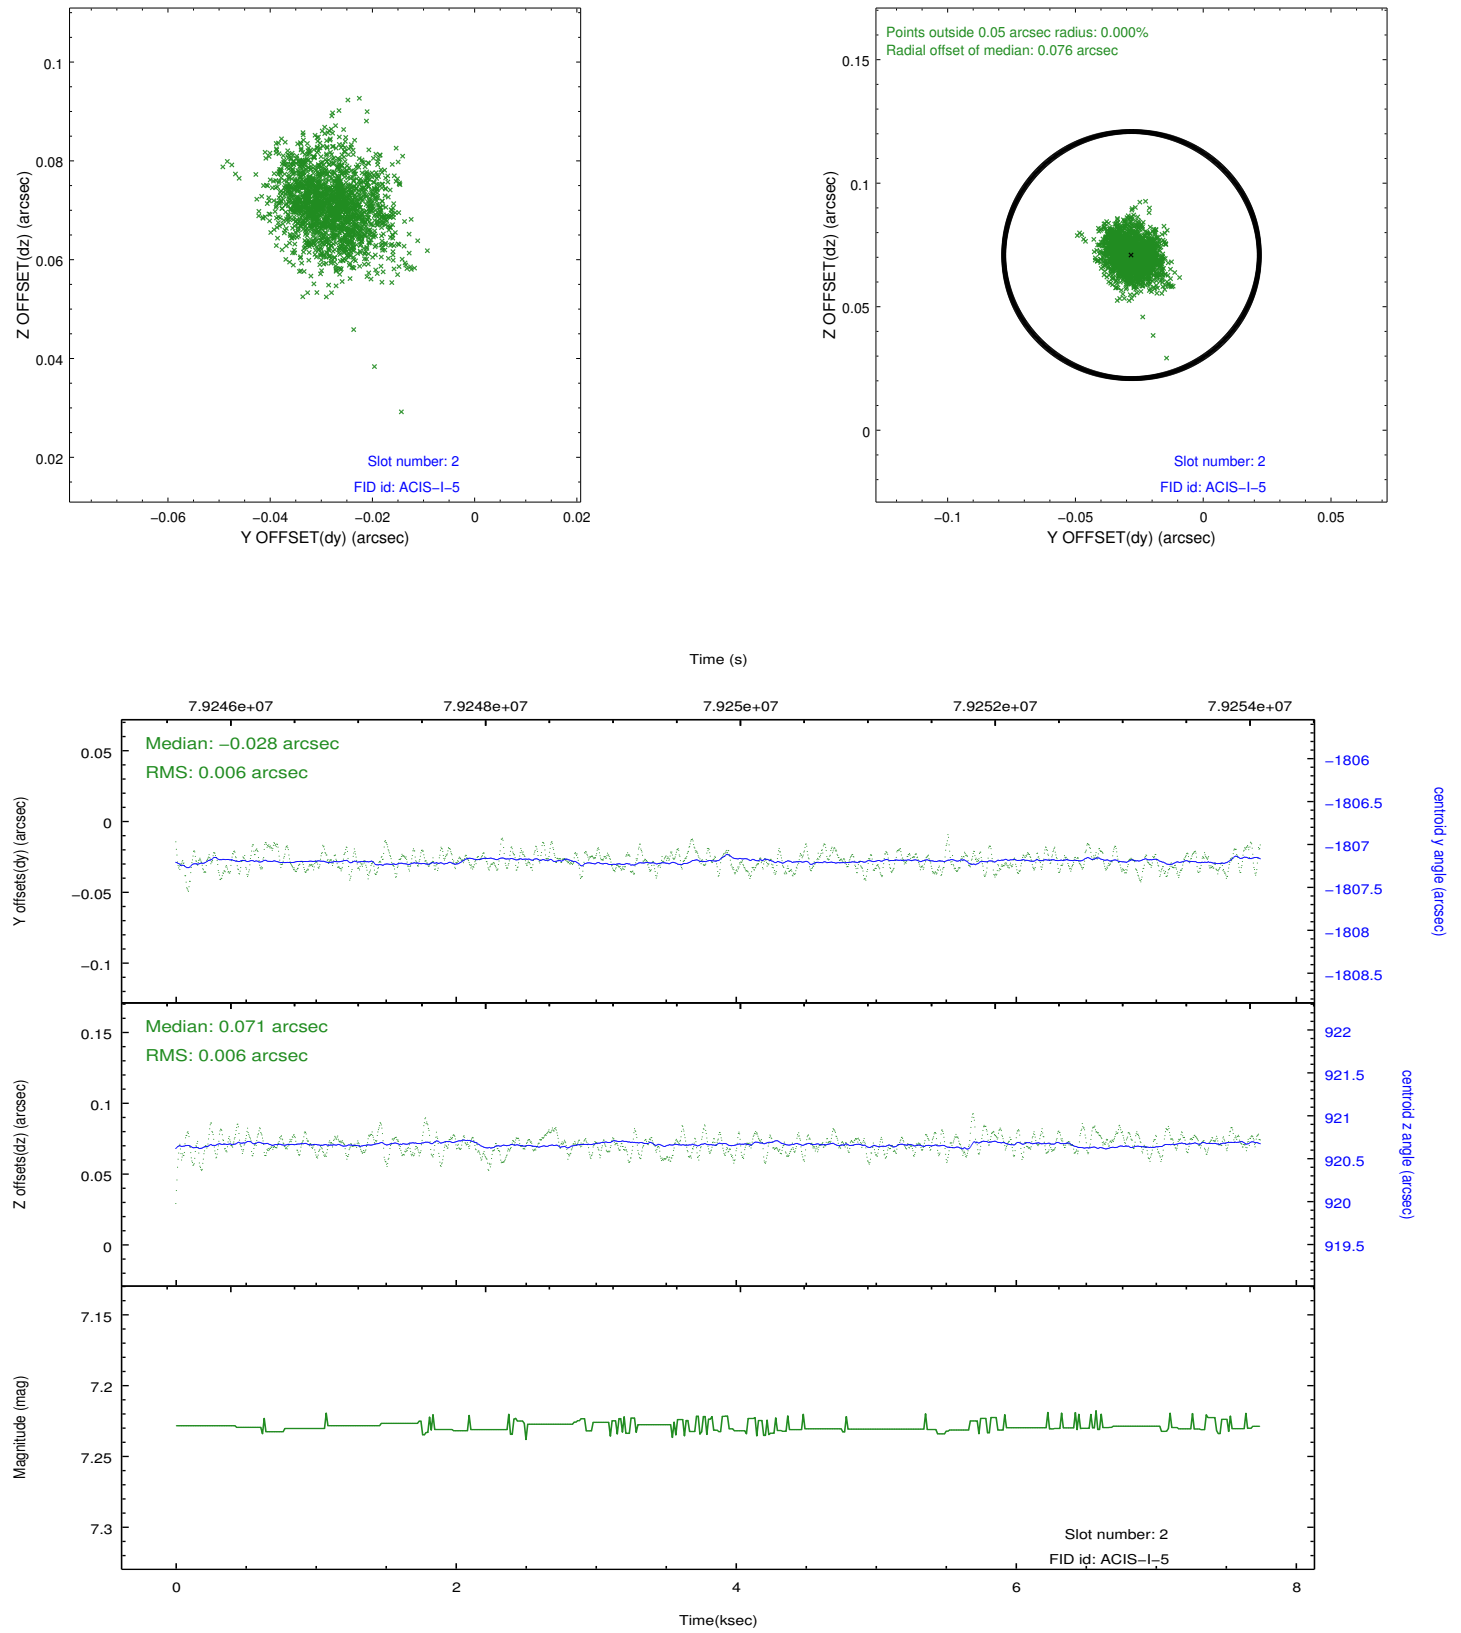 0.1
0.08
0.06
0.04
0.02
Z OFFSET(dz) (arcsec)
Slot number: 2
FID id: ACIS−I−5
−0.06 −0.04 −0.02 0 0.02
Y OFFSET(dy) (arcsec)
Points outside 0.05 arcsec radius: 0.000%
Radial offset of median: 0.076 arcsec
0.15
0.1
0.05
0
Z OFFSET(dz) (arcsec)
Slot number: 2
FID id: ACIS−I−5
−0.1 −0.05 0 0.05
Y OFFSET(dy) (arcsec)
Time (s)
7.9246e+07 7.9248e+07 7.925e+07 7.9252e+07 7.9254e+07
Median: −0.028 arcsec
RMS: 0.006 arcsec
0.05
0
−0.05
−0.1
Y offsets(dy) (arcsec)
−1806
−1806.5
−1807
−1807.5
−1808
−1808.5
centroid y angle (arcsec)
Median: 0.071 arcsec
RMS: 0.006 arcsec
0.15
0.1
0.05
0
Z offsets(dz) (arcsec)
922
921.5
921
920.5
920
919.5
centroid z angle (arcsec)
7.15
7.2
7.25
7.3
Magnitude (mag)
Slot number: 2
FID id: ACIS−I−5
0 2 4 6 8
Time(ksec)